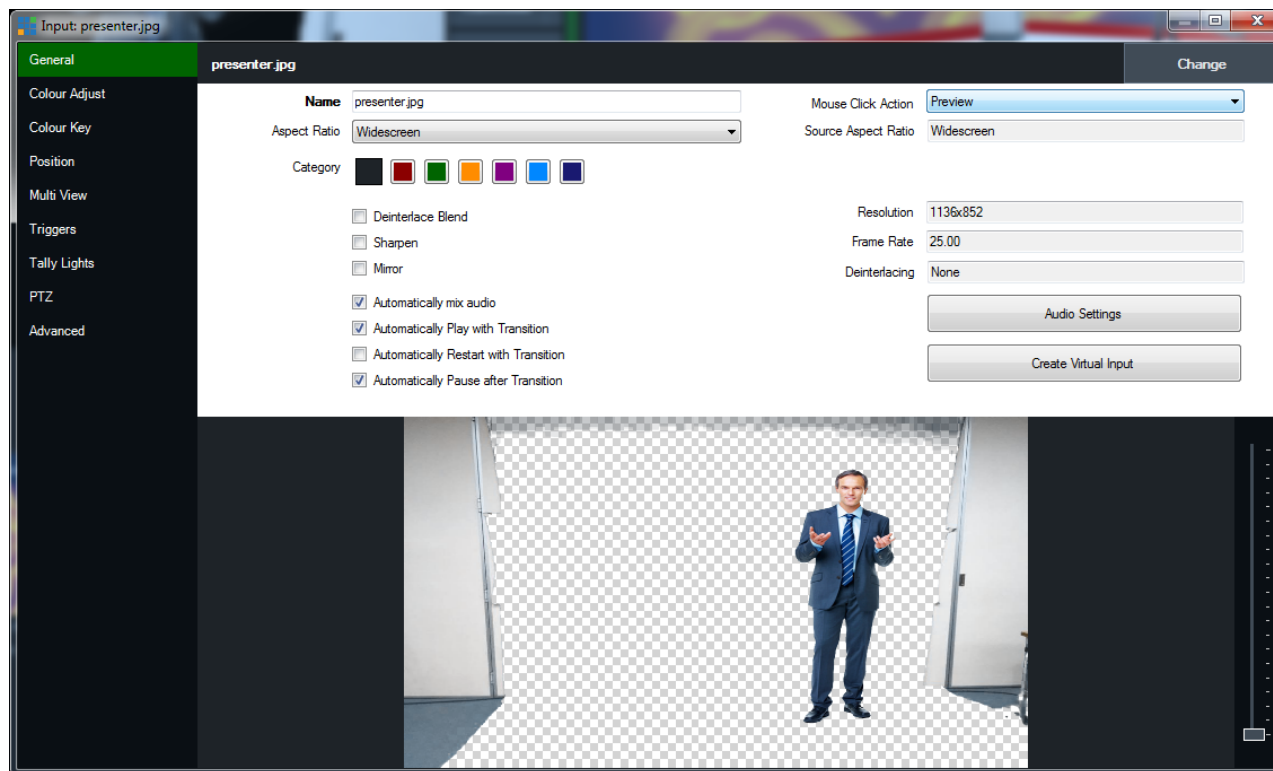 Input: presenter.jpg
General
presenter.jpg
Change
Colour Adjust
Colour Key
Position
Multi View
Triggers
Tally Lights
PTZ
Advanced
Name presenter.jpg
Mouse Click Action Preview
Aspect Ratio Widescreen
Source Aspect Ratio Widescreen
Category
Deinterlace Blend
Sharpen
Mirror
Automatically mix audio
Automatically Play with Transition
Automatically Restart with Transition
Automatically Pause after Transition
Resolution 1136x852
Frame Rate 25.00
Deinterlacing None
Audio Settings
Create Virtual Input